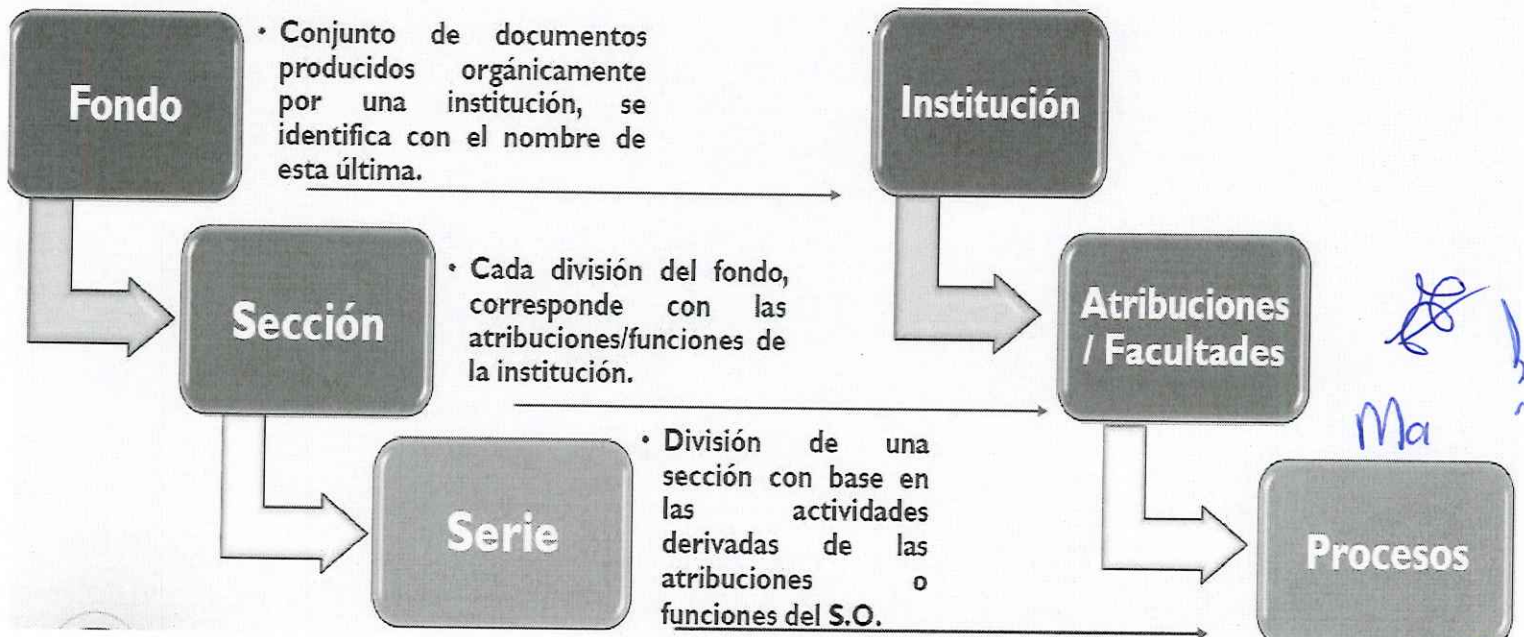 Fondo
• Conjunto de documentos
producidos orgánicamente
por una institución, se
identifica con el nombre de
esta última.
Institución
Sección
• Cada división del fondo,
corresponde con las
atribuciones/funciones de
la institución.
Atribuciones
/ Facultades
Ma
Serie
• División de una
sección con base en
las actividades
derivadas de las
atribuciones o
funciones del S.O.
Procesos